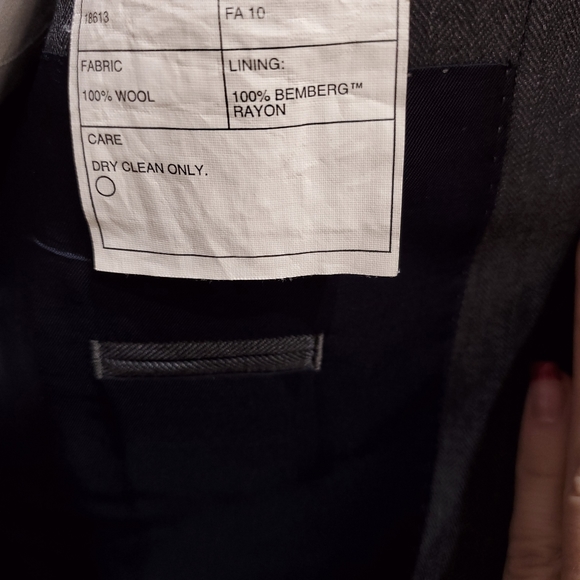 18613
FA 10
FABRIC
LINING:
100% WOOL
100% BEMBERG™
RAYON
CARE
DRY CLEAN ONLY.